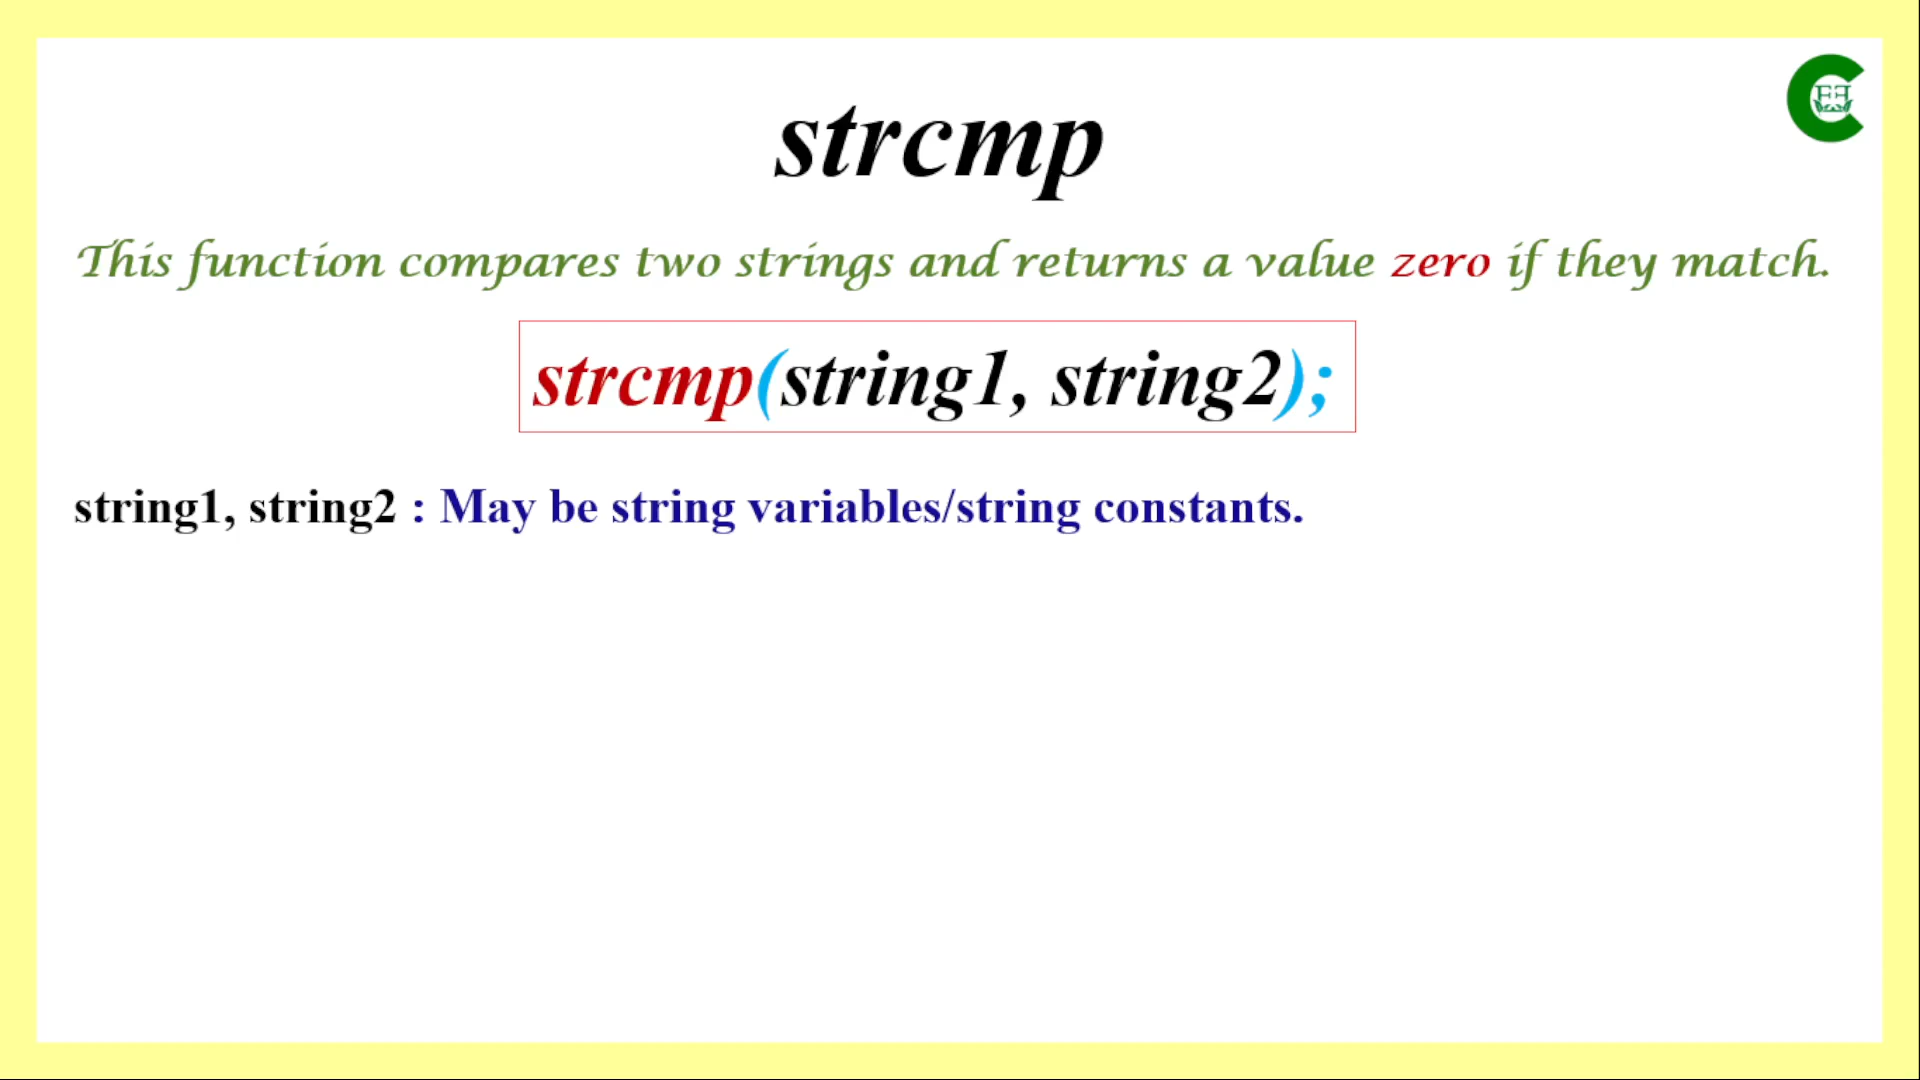 strcmp
This function compares two strings and returns a value zero if they match.
strcmp(string1, string2);
string1, string2 : May be string variables/string constants.